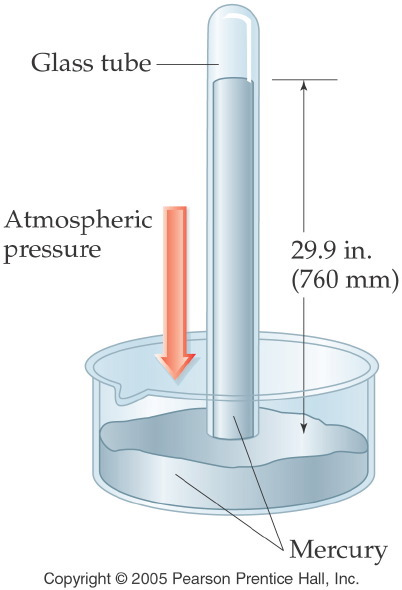 Glass tube
Atmospheric
pressure
29.9 in.
(760 mm)
Mercury
Copyright © 2005 Pearson Prentice Hall, Inc.